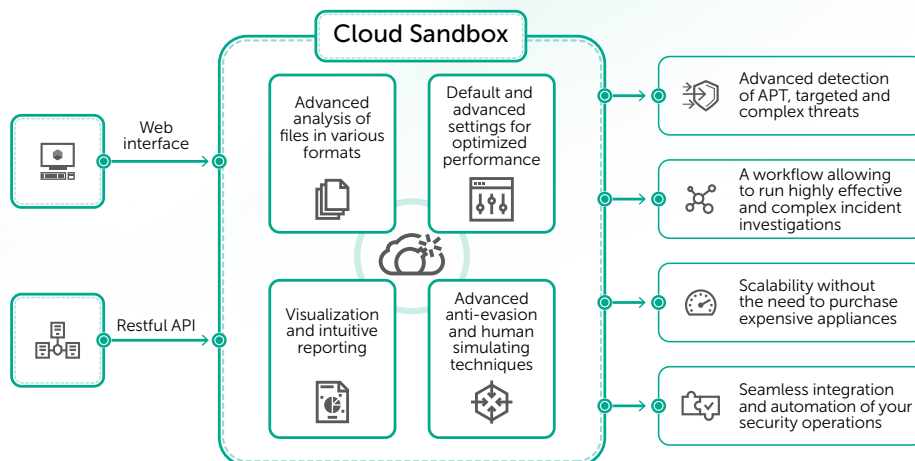 Cloud Sandbox
Web
interface
Restful API
Advanced
analysis of
files in various
formats
Default and
advanced
settings for
optimized
performance
Visualization
and intuitive
reporting
Advanced
anti-evasion
and human
simulating
techniques
Advanced detection
of APT, targeted and
complex threats
A workflow allowing
to run highly effective
and complex incident
investigations
Scalability without
the need to purchase
expensive appliances
Seamless integration
and automation of your
security operations